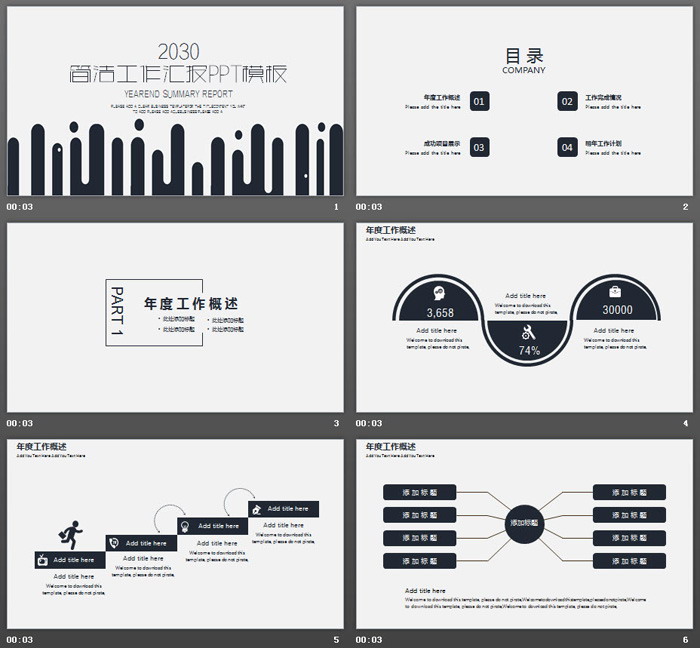 2030
简洁工作汇报PPT模板
YEAREND SUMMARY REPORT
PLEASE ADD A CLEAR BUSINESS TEMPLATE FOR THE TITLE CONTENT YOU WANT
00:03
1
目录
COMPANY
年度工作概述
Please add the title here
01
02
工作完成情况
Please add the title here
成功项目展示
Please add the title here
03
04
明年工作计划
Please add the title here
00:03
2
PART 1
年度工作概述
• 此处添加标题
• 此处添加标题
• 此处添加标题
• 此处添加标题
00:03
3
年度工作概述
Add You Text Here Add You Text Here
3,658
Add title here
Welcome to download this
template, please do not pirate.
Add title here
Welcome to download this
template, please do not pirate.
74%
30000
Add title here
Welcome to download this
template, please do not pirate.
00:03
4
年度工作概述
Add You Text Here Add You Text Here
Add title here
Add title here
Welcome to download this
template, please do not pirate.
Add title here
Add title here
Welcome to download this
template, please do not pirate.
Add title here
Add title here
Welcome to download this
template, please do not pirate.
Add title here
Add title here
Welcome to download this
template, please do not pirate.
00:03
5
年度工作概述
Add You Text Here Add You Text Here
添加标题
添加标题
添加标题
添加标题
添加标题
添加标题
添加标题
添加标题
添加标题
Add title here
Welcome to download this template, please do not pirate.Welcome to download this template, please do not pirate.Welcome
to download this template, please do not pirate.Welcome to download this template, please do not pirate.
00:03
6